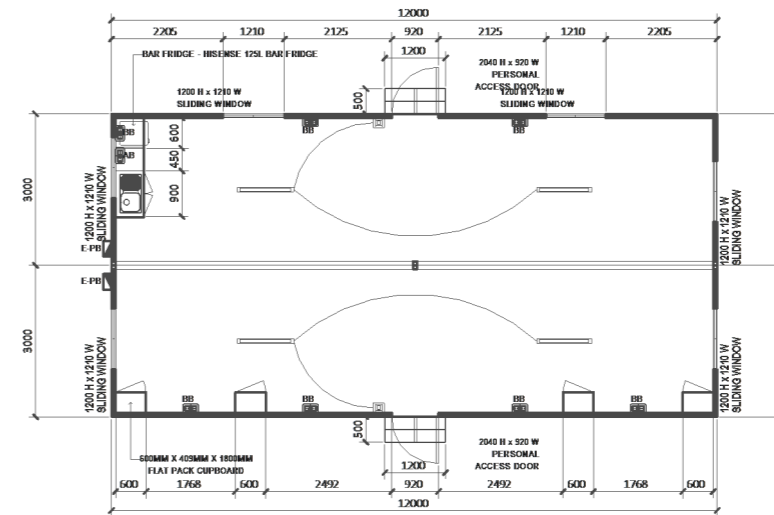 12000
2205 1210 2125 920 2125 1210 2205
1200
BAR FRIDGE - HISENSE 125L BAR FRIDGE
2040 H x 920 W
PERSONAL
ACCESS DOOR
1200 H x 1210 W
SLIDING WINDOW
1200 H x 1210 W
SLIDING WINDOW
500
BB
BB
BB
AB
600
450
900
3000
1200 H x 1210 W
SLIDING WINDOW
1200 H x 1210 W
SLIDING WINDOW
E-PB
E-PB
3000
1200 H x 1210 W
SLIDING WINDOW
1200 H x 1210 W
SLIDING WINDOW
BB
BB
BB
BB
500
600MM X 409MM X 1800MM
FLAT PACK CUPBOARD
2040 H x 920 W
PERSONAL
ACCESS DOOR
1200
600 1768 600 2492 920 2492 600 1768 600
12000